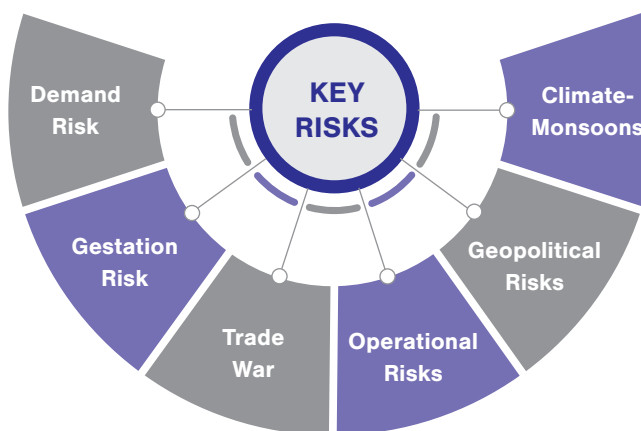 KEY
RISKS
Demand
Risk
Gestation
Risk
Trade
War
Operational
Risks
Geopolitical
Risks
Climate-
Monsoons